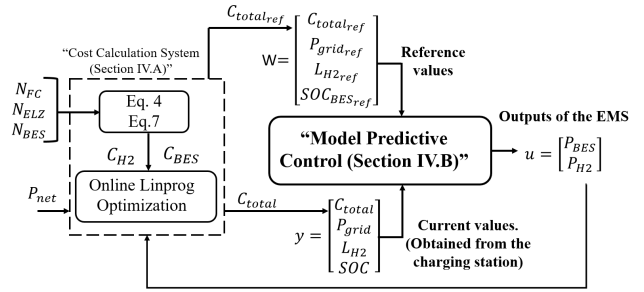 “Cost Calculation System
(Section IV.A)”
N_FC
N_ELZ
N_BES
Eq. 4
Eq.7
C_H2 C_BES
P_net
Online Linprog
Optimization
C_total_ref
W= [C_total_ref
P_grid_ref
L_H2_ref
SOC_BES_ref]
Reference
values
“Model Predictive
Control (Section IV.B)”
Outputs of the EMS
u = [P_BES
P_H2]
C_total
y = [C_total
P_grid
L_H2
SOC]
Current values.
(Obtained from the
charging station)